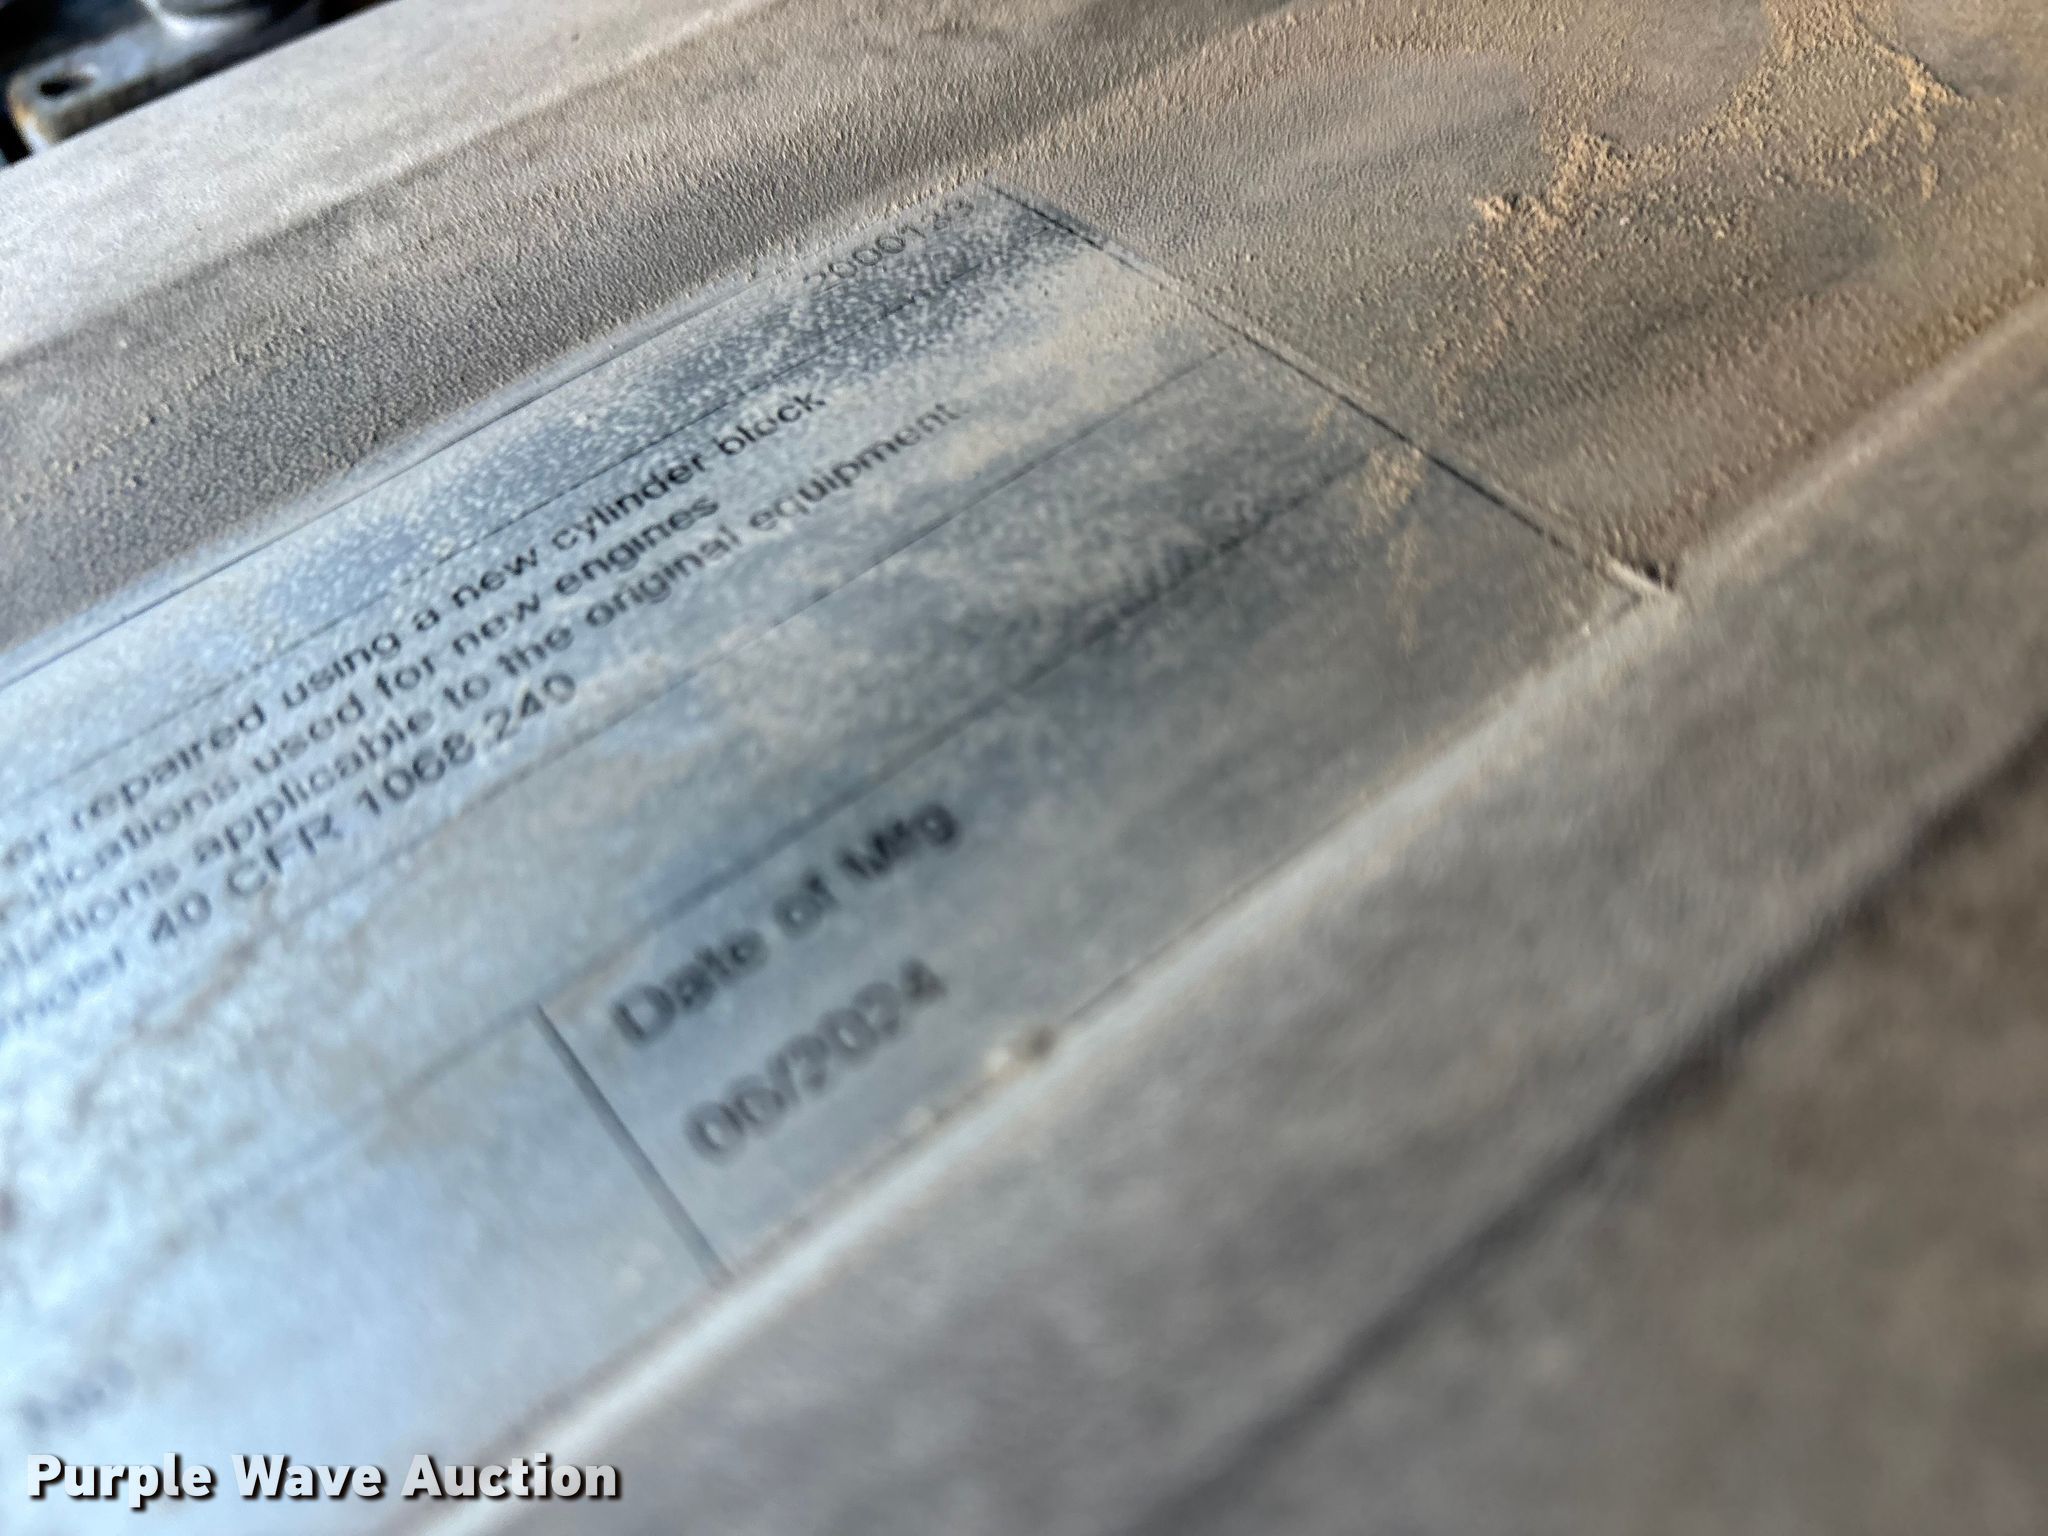 repaired using a new cylinder block
used for new engines
applicable to the original equipment.
40 CFR 1068.240
Date of Mfg
/2024
Purple Wave Auction